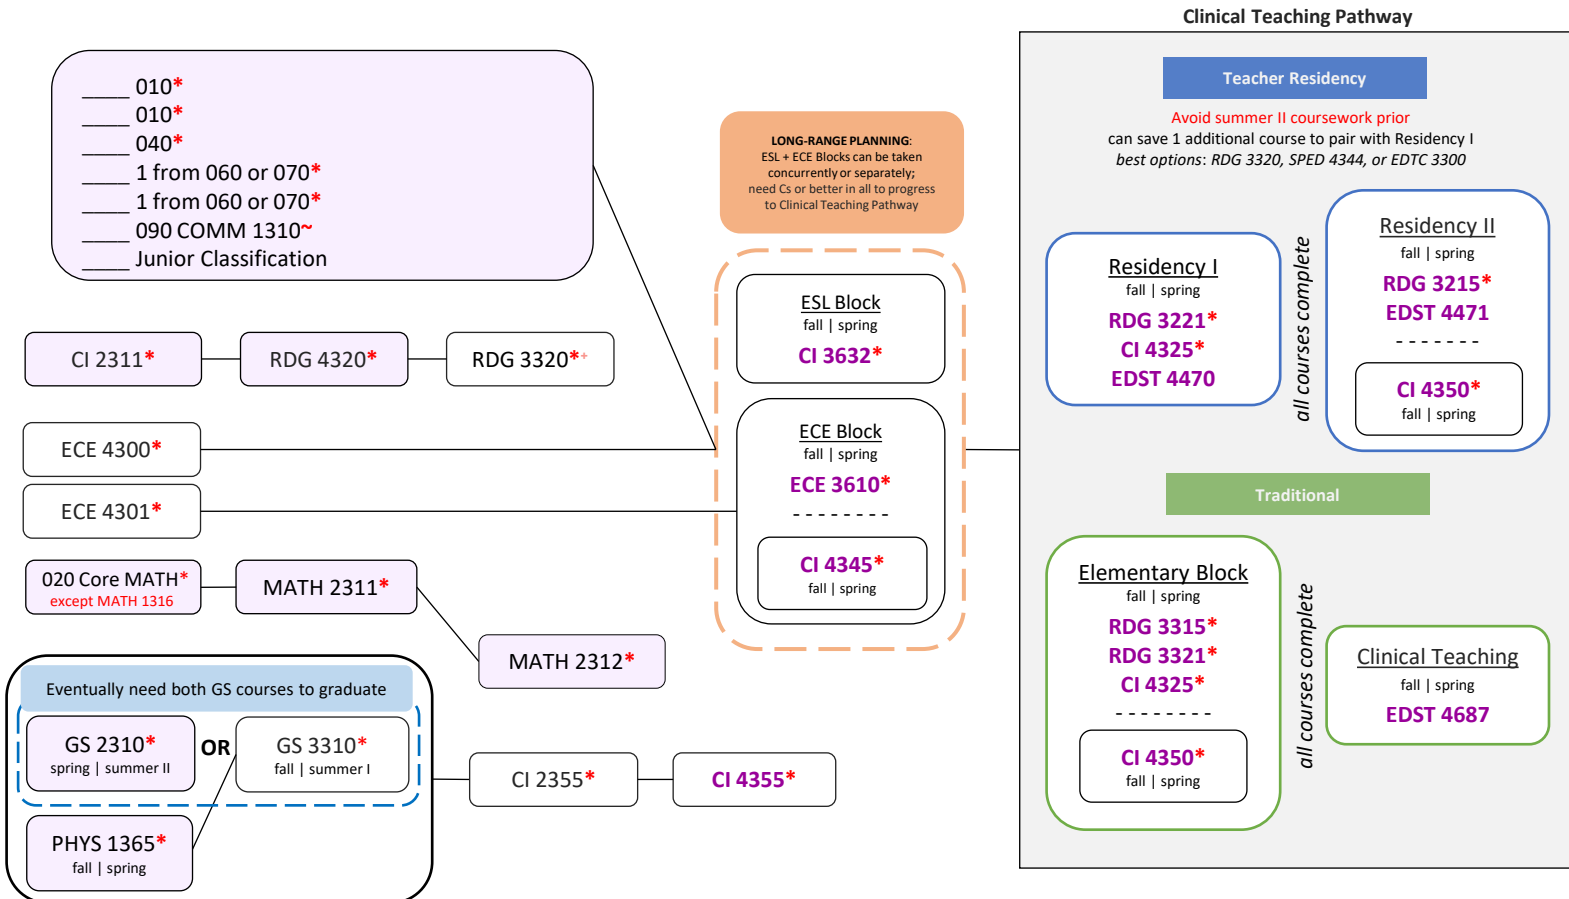 Clinical Teaching Pathway
____ 010*
____ 010*
____ 040*
____ 1 from 060 or 070*
____ 1 from 060 or 070*
____ 090 COMM 1310~
____ Junior Classification
CI 2311*
RDG 4320*
RDG 3320*+
ECE 4300*
ECE 4301*
020 Core MATH*
except MATH 1316
MATH 2311*
MATH 2312*
Eventually need both GS courses to graduate
GS 2310*
spring | summer II
OR
GS 3310*
fall | summer I
PHYS 1365*
fall | spring
CI 2355*
CI 4355*
LONG-RANGE PLANNING:
ESL + ECE Blocks can be taken
concurrently or separately;
need Cs or better in all to progress
to Clinical Teaching Pathway
ESL Block
fall | spring
CI 3632*
ECE Block
fall | spring
ECE 3610*
- - - - - - - -
CI 4345*
fall | spring
Teacher Residency
Avoid summer II coursework prior
can save 1 additional course to pair with Residency I
best options: RDG 3320, SPED 4344, or EDTC 3300
Residency I
fall | spring
RDG 3221*
CI 4325*
EDST 4470
all courses complete
Residency II
fall | spring
RDG 3215*
EDST 4471
- - - - - - -
CI 4350*
fall | spring
Traditional
Elementary Block
fall | spring
RDG 3315*
RDG 3321*
CI 4325*
- - - - - - - -
CI 4350*
fall | spring
all courses complete
Clinical Teaching
fall | spring
EDST 4687